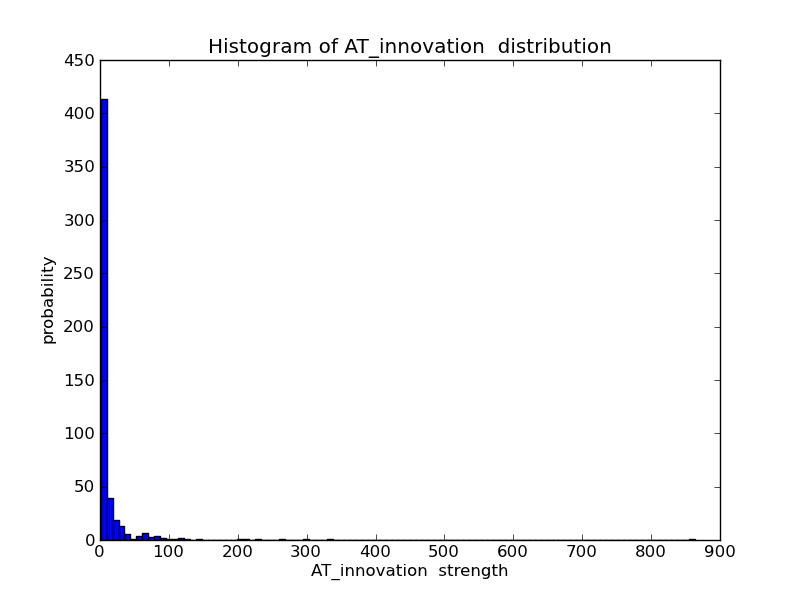 Histogram of AT_innovation  distribution
450
400
350
300
250
200
150
100
50
0
probability
0 100 200 300 400 500 600 700 800 900
AT_innovation  strength